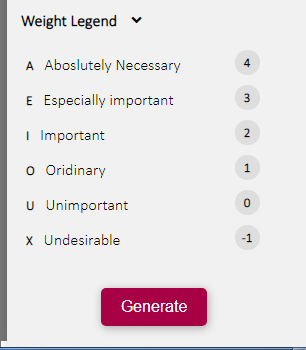 Weight Legend
A Aboslutely Necessary 4
E Especially important 3
I Important 2
O Oridinary 1
U Unimportant 0
X Undesirable -1
Generate